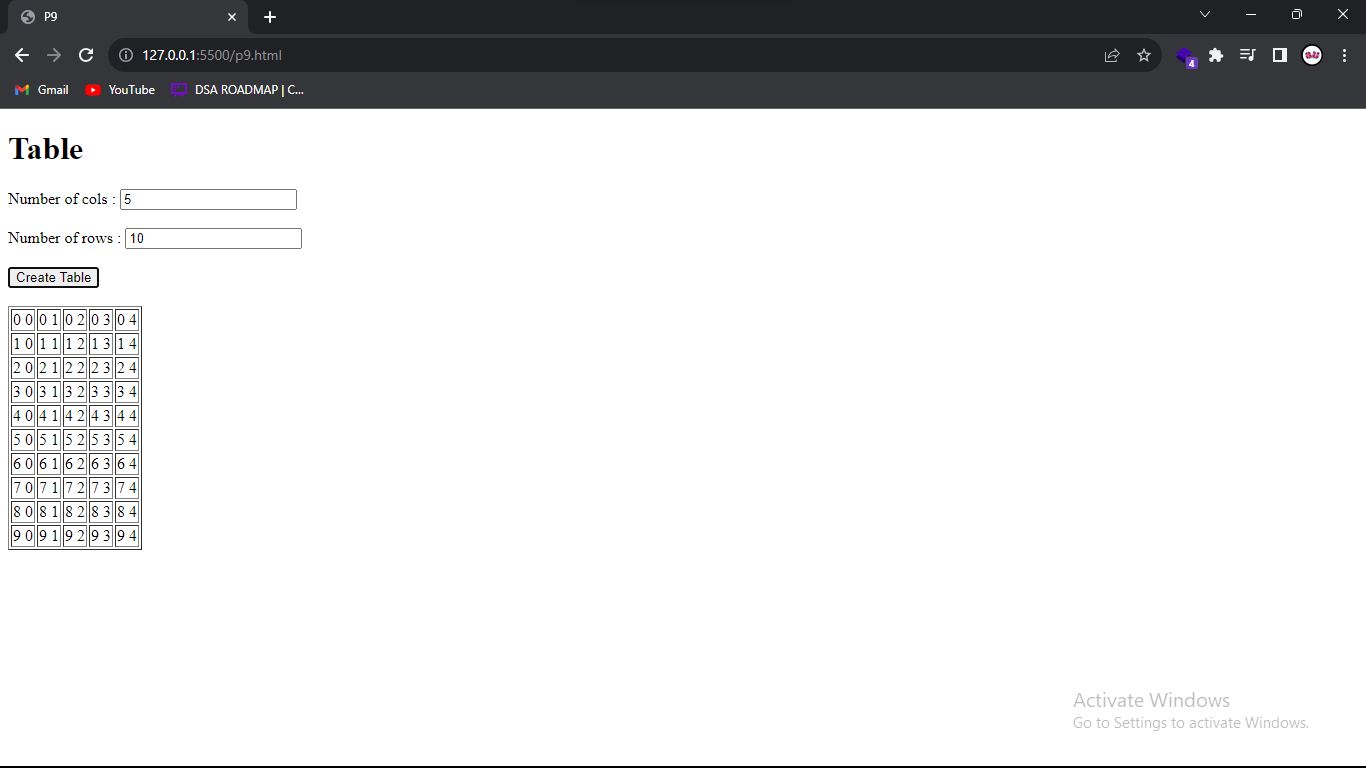 P9
127.0.0.1:5500/p9.html
4
Gmail YouTube DSA ROADMAP | C...
Table
Number of cols : 5
Number of rows : 10
Create Table
0 0 0 1 0 2 0 3 0 4
1 0 1 1 1 2 1 3 1 4
2 0 2 1 2 2 2 3 2 4
3 0 3 1 3 2 3 3 3 4
4 0 4 1 4 2 4 3 4 4
5 0 5 1 5 2 5 3 5 4
6 0 6 1 6 2 6 3 6 4
7 0 7 1 7 2 7 3 7 4
8 0 8 1 8 2 8 3 8 4
9 0 9 1 9 2 9 3 9 4
Activate Windows
Go to Settings to activate Windows.